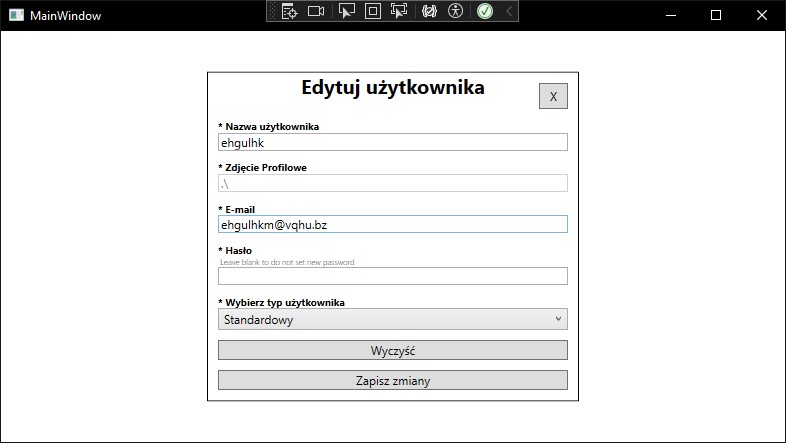 MainWindow
Edytuj użytkownika
X
* Nazwa użytkownika
ehgulhk
* Zdjęcie Profilowe
.\
* E-mail
ehgulhkm@vqhu.bz
* Hasło
Leave blank to do not set new password
* Wybierz typ użytkownika
Standardowy
Wyczyść
Zapisz zmiany